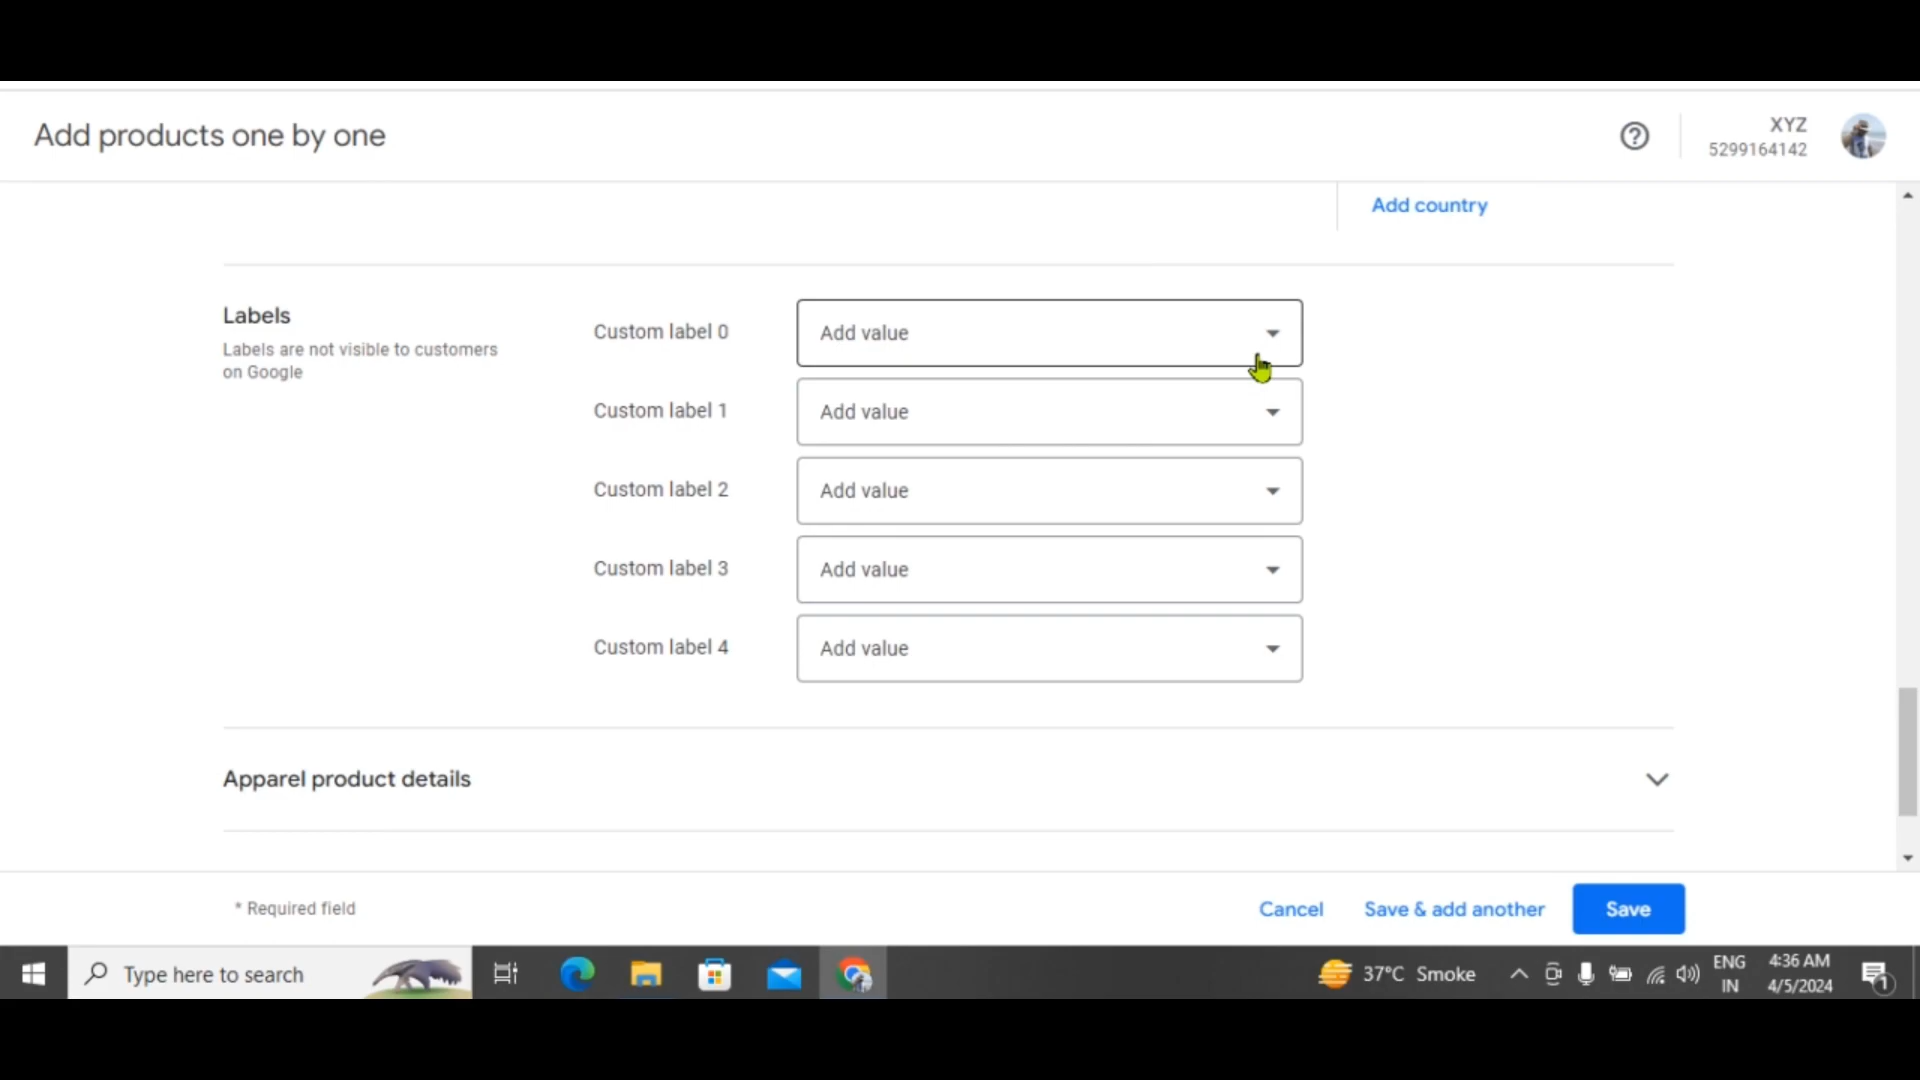 Add products one by one
XYZ
5299164142
Add country
Labels
Labels are not visible to customers
on Google
Custom label 0
Add value
Custom label 1
Add value
Custom label 2
Add value
Custom label 3
Add value
Custom label 4
Add value
Apparel product details
* Required field
Cancel
Save & add another
Save
Type here to search
37°C Smoke
ENG
IN
4:36 AM
4/5/2024
1